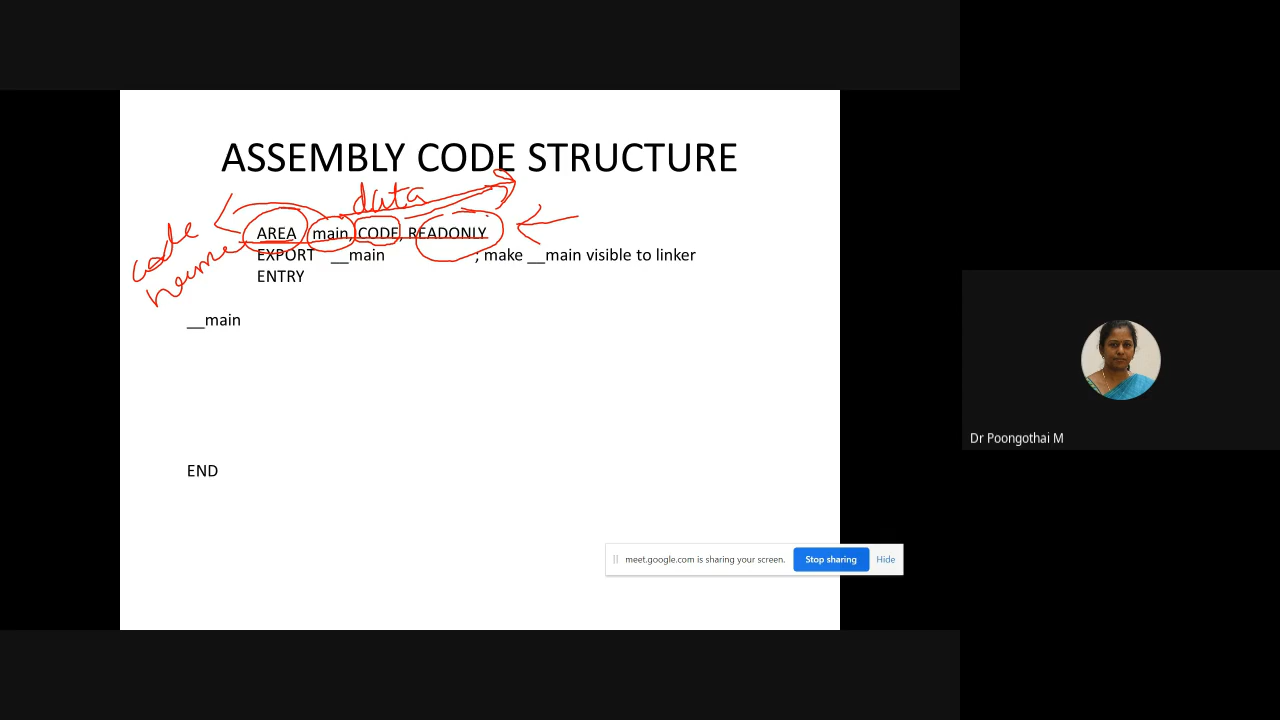 ASSEMBLY CODE STRUCTURE
data
AREA main, CODE, READONLY
code
name
EXPORT __main ; make __main visible to linker
ENTRY
__main
END
meet.google.com is sharing your screen. Stop sharing Hide
Dr Poongothai M